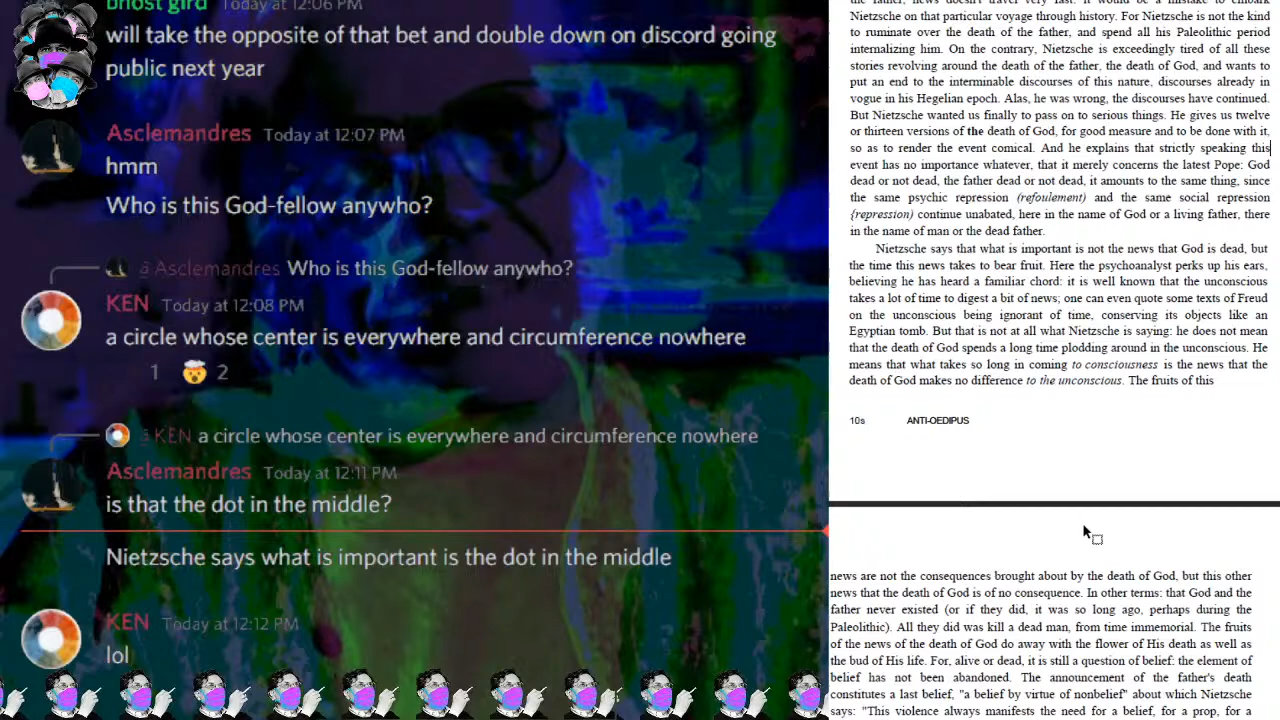 bhost gird Today at 12:06 PM
will take the opposite of that bet and double down on discord going
public next year
Asclemandres Today at 12:07 PM
hmm
Who is this God-fellow anywho?
Asclemandres Who is this God-fellow anywho?
KEN Today at 12:08 PM
a circle whose center is everywhere and circumference nowhere
1 🤯 2
KEN a circle whose center is everywhere and circumference nowhere
Asclemandres Today at 12:11 PM
is that the dot in the middle?
Nietzsche says what is important is the dot in the middle
KEN Today at 12:12 PM
lol
the father, news doesn't travel very fast. It would be a mistake to embark
Nietzsche on that particular voyage through history. For Nietzsche is not the kind
to ruminate over the death of the father, and spend all his Paleolithic period
internalizing him. On the contrary, Nietzsche is exceedingly tired of all these
stories revolving around the death of the father, the death of God, and wants to
put an end to the interminable discourses of this nature, discourses already in
vogue in his Hegelian epoch. Alas, he was wrong, the discourses have continued.
But Nietzsche wanted us finally to pass on to serious things. He gives us twelve
or thirteen versions of the death of God, for good measure and to be done with it,
so as to render the event comical. And he explains that strictly speaking this
event has no importance whatever, that it merely concerns the latest Pope: God
dead or not dead, the father dead or not dead, it amounts to the same thing, since
the same psychic repression (refoulement) and the same social repression
{repression) continue unabated, here in the name of God or a living father, there
in the name of man or the dead father.
Nietzsche says that what is important is not the news that God is dead, but
the time this news takes to bear fruit. Here the psychoanalyst perks up his ears,
believing he has heard a familiar chord: it is well known that the unconscious
takes a lot of time to digest a bit of news; one can even quote some texts of Freud
on the unconscious being ignorant of time, conserving its objects like an
Egyptian tomb. But that is not at all what Nietzsche is saying: he does not mean
that the death of God spends a long time plodding around in the unconscious. He
means that what takes so long in coming to consciousness is the news that the
death of God makes no difference to the unconscious. The fruits of this
10s ANTI-OEDIPUS
news are not the consequences brought about by the death of God, but this other
news that the death of God is of no consequence. In other terms: that God and the
father never existed (or if they did, it was so long ago, perhaps during the
Paleolithic). All they did was kill a dead man, from time immemorial. The fruits
of the news of the death of God do away with the flower of His death as well as
the bud of His life. For, alive or dead, it is still a question of belief: the element of
belief has not been abandoned. The announcement of the father's death
constitutes a last belief, "a belief by virtue of nonbelief" about which Nietzsche
says: "This violence always manifests the need for a belief, for a prop, for a